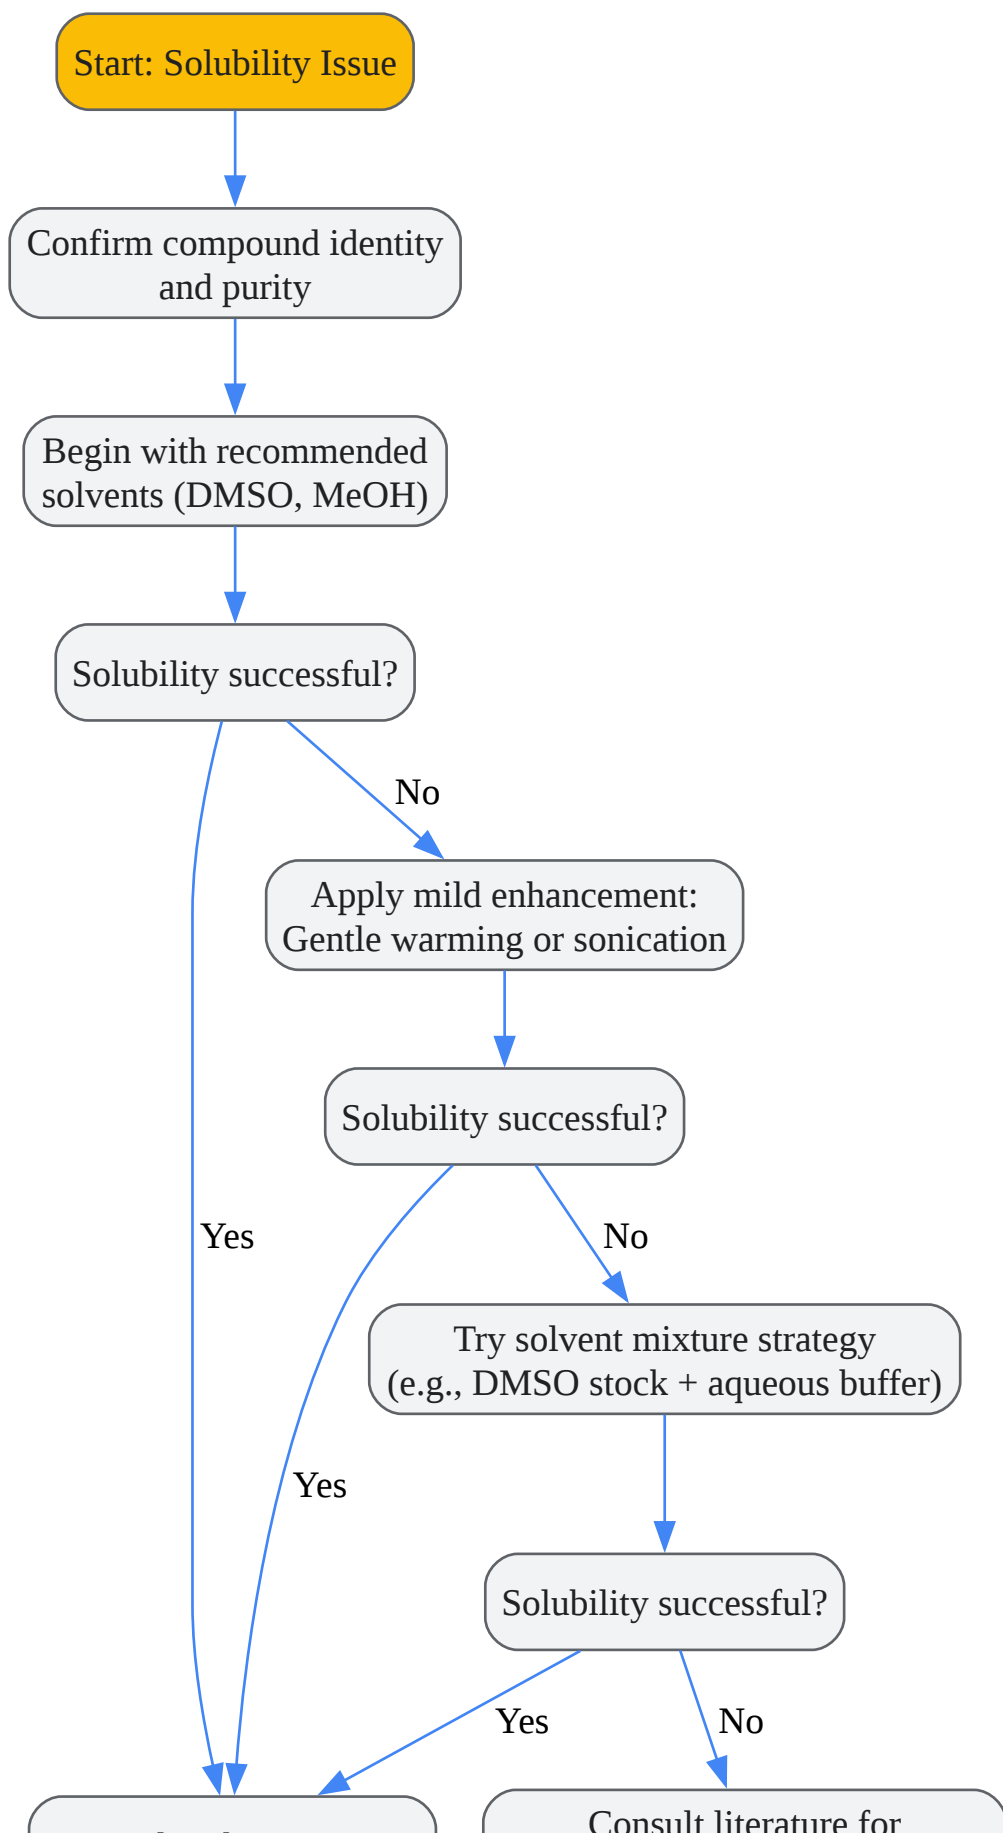 Start: Solubility Issue
Confirm compound identity
and purity
Begin with recommended
solvents (DMSO, MeOH)
Solubility successful?
No
Apply mild enhancement:
Gentle warming or sonication
Solubility successful?
Yes
No
Try solvent mixture strategy
(e.g., DMSO stock + aqueous buffer)
Yes
Solubility successful?
Yes
No
Consult literature for